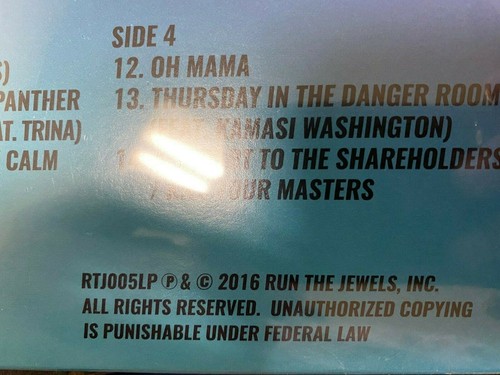 SIDE 4
12. OH MAMA
PANTHER
13. THURSDAY IN THE DANGER ROOM
AT. TRINA)
KAMASI WASHINGTON)
CALM
TO THE SHAREHOLDERS
OUR MASTERS
RTJ005LP ℗ & © 2016 RUN THE JEWELS, INC.
ALL RIGHTS RESERVED. UNAUTHORIZED COPYING
IS PUNISHABLE UNDER FEDERAL LAW